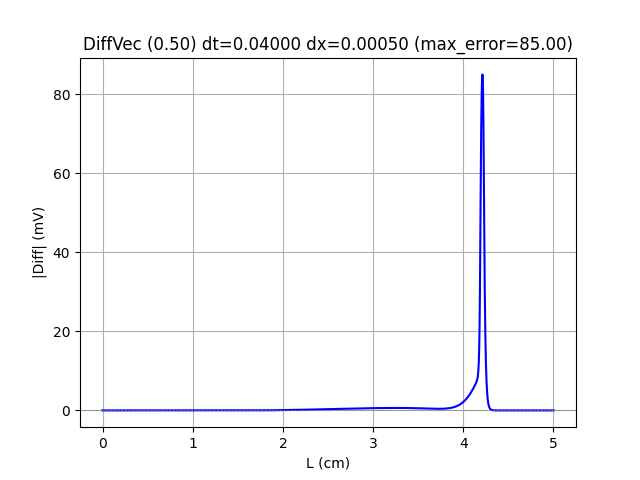 DiffVec (0.50) dt=0.04000 dx=0.00050 (max_error=85.00)
80
60
40
20
0
|Diff| (mV)
0 1 2 3 4 5
L (cm)